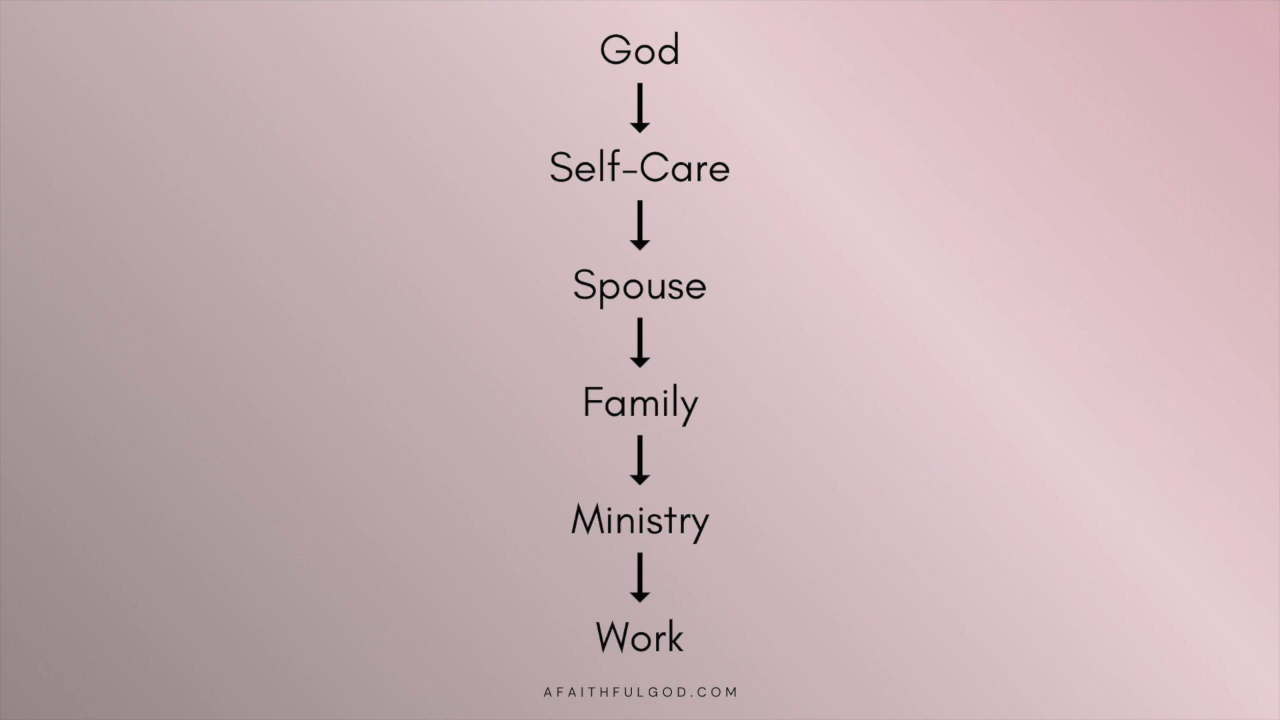 God
Self-Care
Spouse
Family
Ministry
Work
AFAITHFULGOD.COM